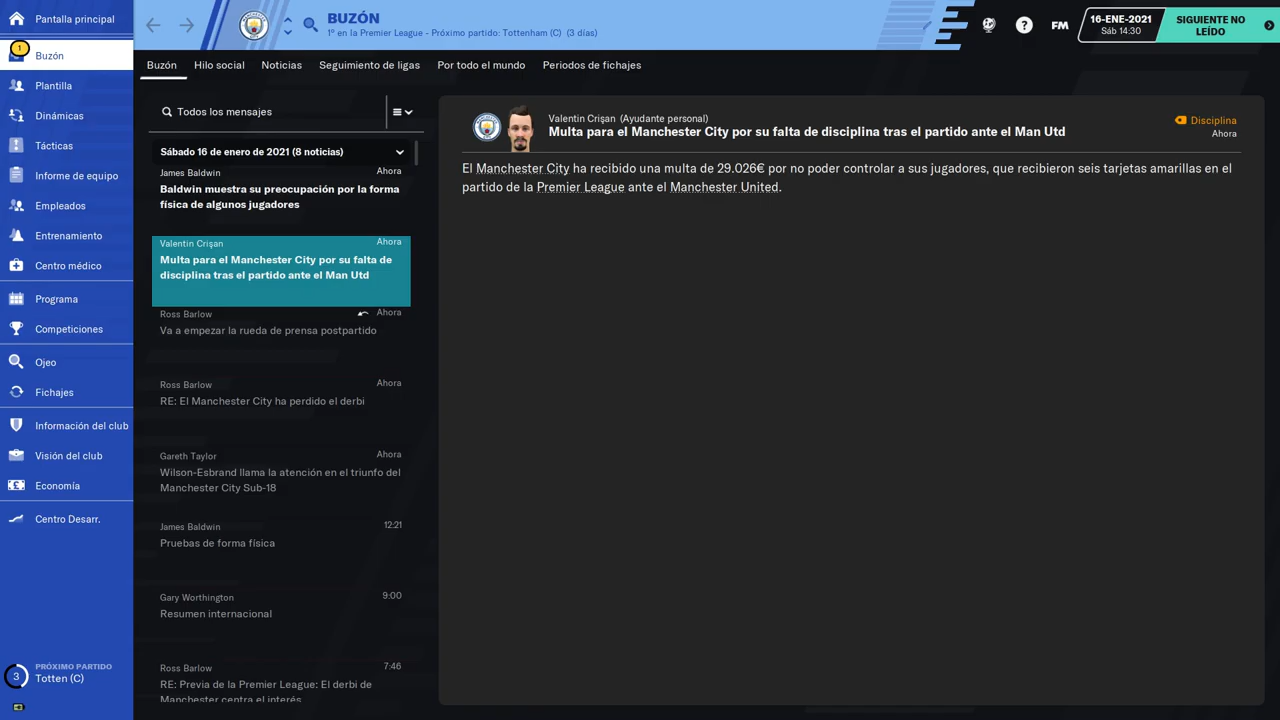 Pantalla principal
1
Buzón
Plantilla
Dinámicas
Tácticas
Informe de equipo
Empleados
Entrenamiento
Centro médico
Programa
Competiciones
Ojeo
Fichajes
Información del club
Visión del club
Economía
Centro Desarr.
PRÓXIMO PARTIDO
3
Totten (C)
BUZÓN
1º en la Premier League - Próximo partido: Tottenham (C) (3 días)
?
FM
16-ENE-2021
Sáb 14:30
SIGUIENTE NO
LEÍDO
Buzón
Hilo social
Noticias
Seguimiento de ligas
Por todo el mundo
Periodos de fichajes
Todos los mensajes
Sábado 16 de enero de 2021 (8 noticias)
James Baldwin Ahora
Baldwin muestra su preocupación por la forma
física de algunos jugadores
Valentin Crişan Ahora
Multa para el Manchester City por su falta de
disciplina tras el partido ante el Man Utd
Ross Barlow Ahora
Va a empezar la rueda de prensa postpartido
Ross Barlow Ahora
RE: El Manchester City ha perdido el derbi
Gareth Taylor Ahora
Wilson-Esbrand llama la atención en el triunfo del
Manchester City Sub-18
James Baldwin 12:21
Pruebas de forma física
Gary Worthington 9:00
Resumen internacional
Ross Barlow 7:46
RE: Previa de la Premier League: El derbi de
Manchester centra el interés
Valentin Crişan (Ayudante personal)
Multa para el Manchester City por su falta de disciplina tras el partido ante el Man Utd
Disciplina
Ahora
El Manchester City ha recibido una multa de 29.026€ por no poder controlar a sus jugadores, que recibieron seis tarjetas amarillas en el
partido de la Premier League ante el Manchester United.